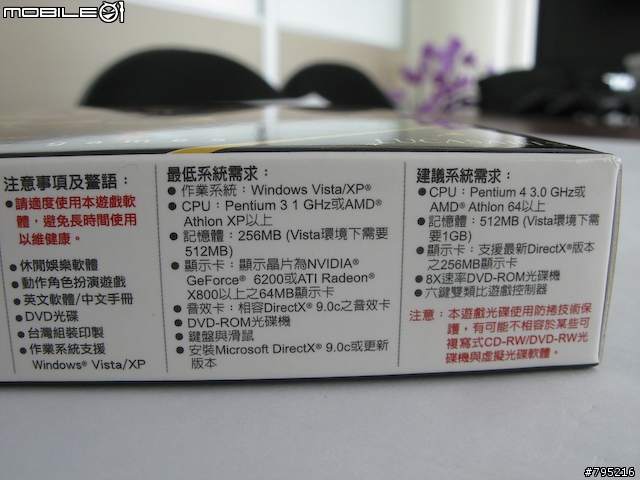 MOBILE01
注意事項及警語：
●請適度使用本遊戲軟
體，避免長時間使用
以維健康。
●休閒娛樂軟體
●動作角色扮演遊戲
●英文軟體/中文手冊
●DVD光碟
●台灣組裝印製
●作業系統支援
Windows® Vista/XP
最低系統需求：
●作業系統：Windows Vista/XP®
●CPU：Pentium 3 1 GHz或AMD®
Athlon XP以上
●記憶體：256MB (Vista環境下需要
512MB)
●顯示卡：顯示晶片為NVIDIA®
GeForce® 6200或ATI Radeon®
X800以上之64MB顯示卡
●音效卡：相容DirectX® 9.0c之音效卡
●DVD-ROM光碟機
●鍵盤與滑鼠
●安裝Microsoft DirectX® 9.0c或更新
版本
建議系統需求：
●CPU：Pentium 4 3.0 GHz或
AMD® Athlon 64以上
●記憶體：512MB (Vista環境下
需要1GB)
●顯示卡：支援最新DirectX®版本
之256MB顯示卡
●8X速率DVD-ROM光碟機
●六鍵雙類比遊戲控制器
注意：本遊戲光碟使用防拷技術保
護，有可能不相容於某些可
複寫式CD-RW/DVD-RW光
碟機與虛擬光碟軟體。
#795216